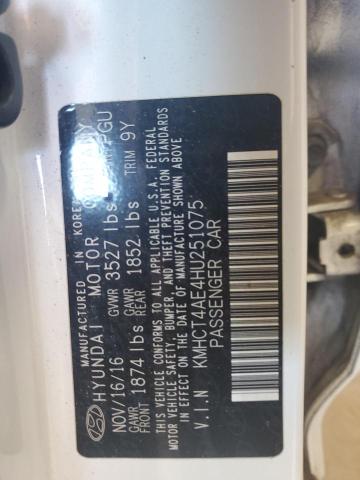 MANUFACTURED IN KOREA
HYUNDAI MOTOR
NOV/16/16 GVWR 3527 lbs PGU
GAWR FRONT 1874 lbs GAWR REAR 1852 lbs TRIM 9Y
THIS VEHICLE CONFORMS TO ALL APPLICABLE U.S.A. FEDERAL
MOTOR VEHICLE SAFETY, BUMPER, AND THEFT PREVENTION STANDARDS
IN EFFECT ON THE DATE OF MANUFACTURE SHOWN ABOVE
V.I.N KMHCT4AE4HU251075
PASSENGER CAR